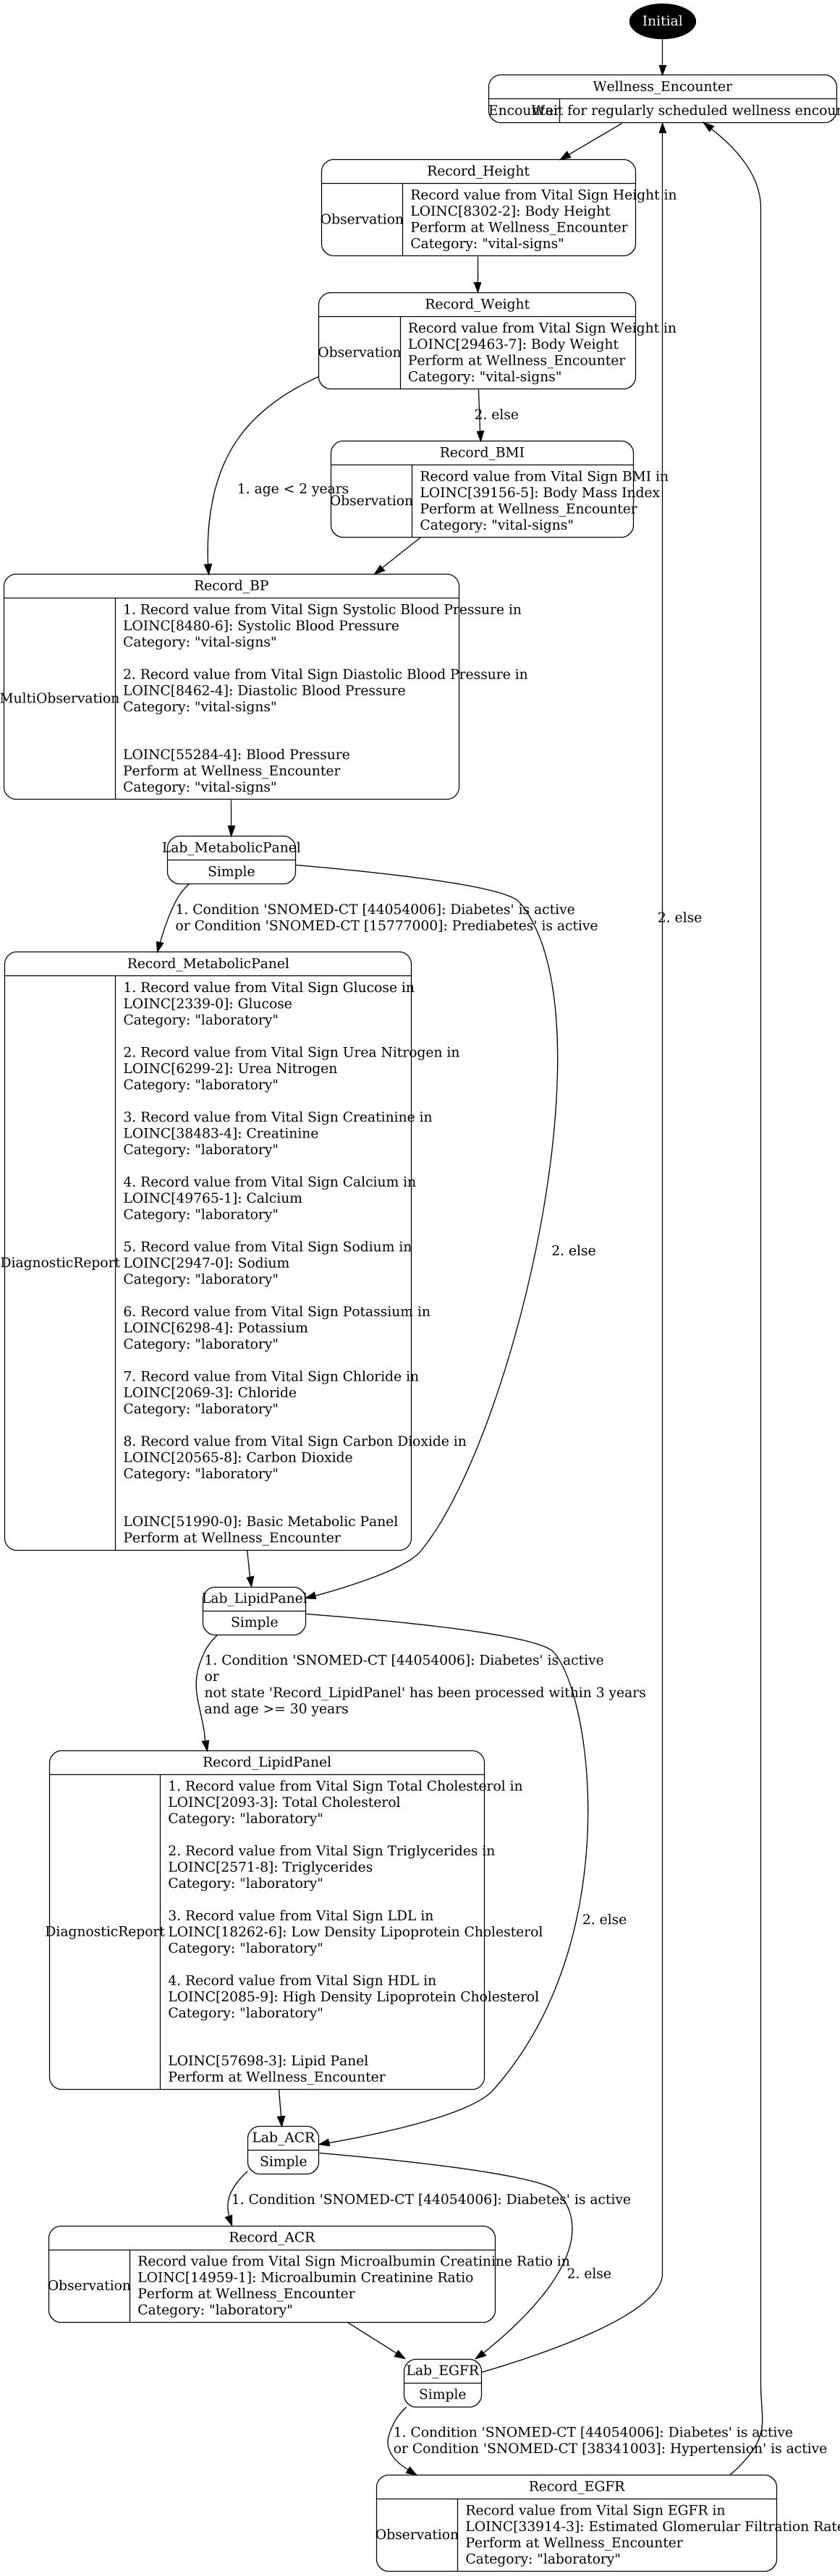 Initial
Wellness_Encounter
Encounter
Wait for regularly scheduled wellness encoun
Record_Height
Observation
Record value from Vital Sign Height in
LOINC[8302-2]: Body Height
Perform at Wellness_Encounter
Category: "vital-signs"
Record_Weight
Observation
Record value from Vital Sign Weight in
LOINC[29463-7]: Body Weight
Perform at Wellness_Encounter
Category: "vital-signs"
2. else
1. age < 2 years
Record_BMI
Observation
Record value from Vital Sign BMI in
LOINC[39156-5]: Body Mass Index
Perform at Wellness_Encounter
Category: "vital-signs"
Record_BP
MultiObservation
1. Record value from Vital Sign Systolic Blood Pressure in
LOINC[8480-6]: Systolic Blood Pressure
Category: "vital-signs"
2. Record value from Vital Sign Diastolic Blood Pressure in
LOINC[8462-4]: Diastolic Blood Pressure
Category: "vital-signs"
LOINC[55284-4]: Blood Pressure
Perform at Wellness_Encounter
Category: "vital-signs"
Lab_MetabolicPanel
Simple
1. Condition 'SNOMED-CT [44054006]: Diabetes' is active
or Condition 'SNOMED-CT [15777000]: Prediabetes' is active
2. else
Record_MetabolicPanel
DiagnosticReport
1. Record value from Vital Sign Glucose in
LOINC[2339-0]: Glucose
Category: "laboratory"
2. Record value from Vital Sign Urea Nitrogen in
LOINC[6299-2]: Urea Nitrogen
Category: "laboratory"
3. Record value from Vital Sign Creatinine in
LOINC[38483-4]: Creatinine
Category: "laboratory"
4. Record value from Vital Sign Calcium in
LOINC[49765-1]: Calcium
Category: "laboratory"
5. Record value from Vital Sign Sodium in
LOINC[2947-0]: Sodium
Category: "laboratory"
6. Record value from Vital Sign Potassium in
LOINC[6298-4]: Potassium
Category: "laboratory"
7. Record value from Vital Sign Chloride in
LOINC[2069-3]: Chloride
Category: "laboratory"
8. Record value from Vital Sign Carbon Dioxide in
LOINC[20565-8]: Carbon Dioxide
Category: "laboratory"
LOINC[51990-0]: Basic Metabolic Panel
Perform at Wellness_Encounter
2. else
Lab_LipidPanel
Simple
1. Condition 'SNOMED-CT [44054006]: Diabetes' is active
or
not state 'Record_LipidPanel' has been processed within 3 years
and age >= 30 years
Record_LipidPanel
DiagnosticReport
1. Record value from Vital Sign Total Cholesterol in
LOINC[2093-3]: Total Cholesterol
Category: "laboratory"
2. Record value from Vital Sign Triglycerides in
LOINC[2571-8]: Triglycerides
Category: "laboratory"
3. Record value from Vital Sign LDL in
LOINC[18262-6]: Low Density Lipoprotein Cholesterol
Category: "laboratory"
4. Record value from Vital Sign HDL in
LOINC[2085-9]: High Density Lipoprotein Cholesterol
Category: "laboratory"
LOINC[57698-3]: Lipid Panel
Perform at Wellness_Encounter
2. else
Lab_ACR
Simple
1. Condition 'SNOMED-CT [44054006]: Diabetes' is active
Record_ACR
Observation
Record value from Vital Sign Microalbumin Creatinine Ratio in
LOINC[14959-1]: Microalbumin Creatinine Ratio
Perform at Wellness_Encounter
Category: "laboratory"
2. else
Lab_EGFR
Simple
1. Condition 'SNOMED-CT [44054006]: Diabetes' is active
or Condition 'SNOMED-CT [38341003]: Hypertension' is active
Record_EGFR
Observation
Record value from Vital Sign EGFR in
LOINC[33914-3]: Estimated Glomerular Filtration Rate
Perform at Wellness_Encounter
Category: "laboratory"